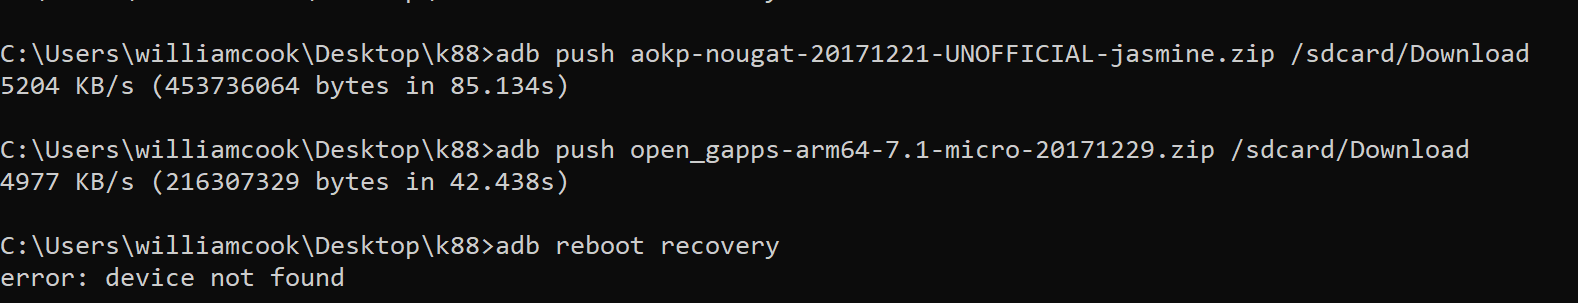 C:\Users\williamcook\Desktop\k88>adb push aokp-nougat-20171221-UNOFFICIAL-jasmine.zip /sdcard/Download
5204 KB/s (453736064 bytes in 85.134s)
C:\Users\williamcook\Desktop\k88>adb push open_gapps-arm64-7.1-micro-20171229.zip /sdcard/Download
4977 KB/s (216307329 bytes in 42.438s)
C:\Users\williamcook\Desktop\k88>adb reboot recovery
error: device not found